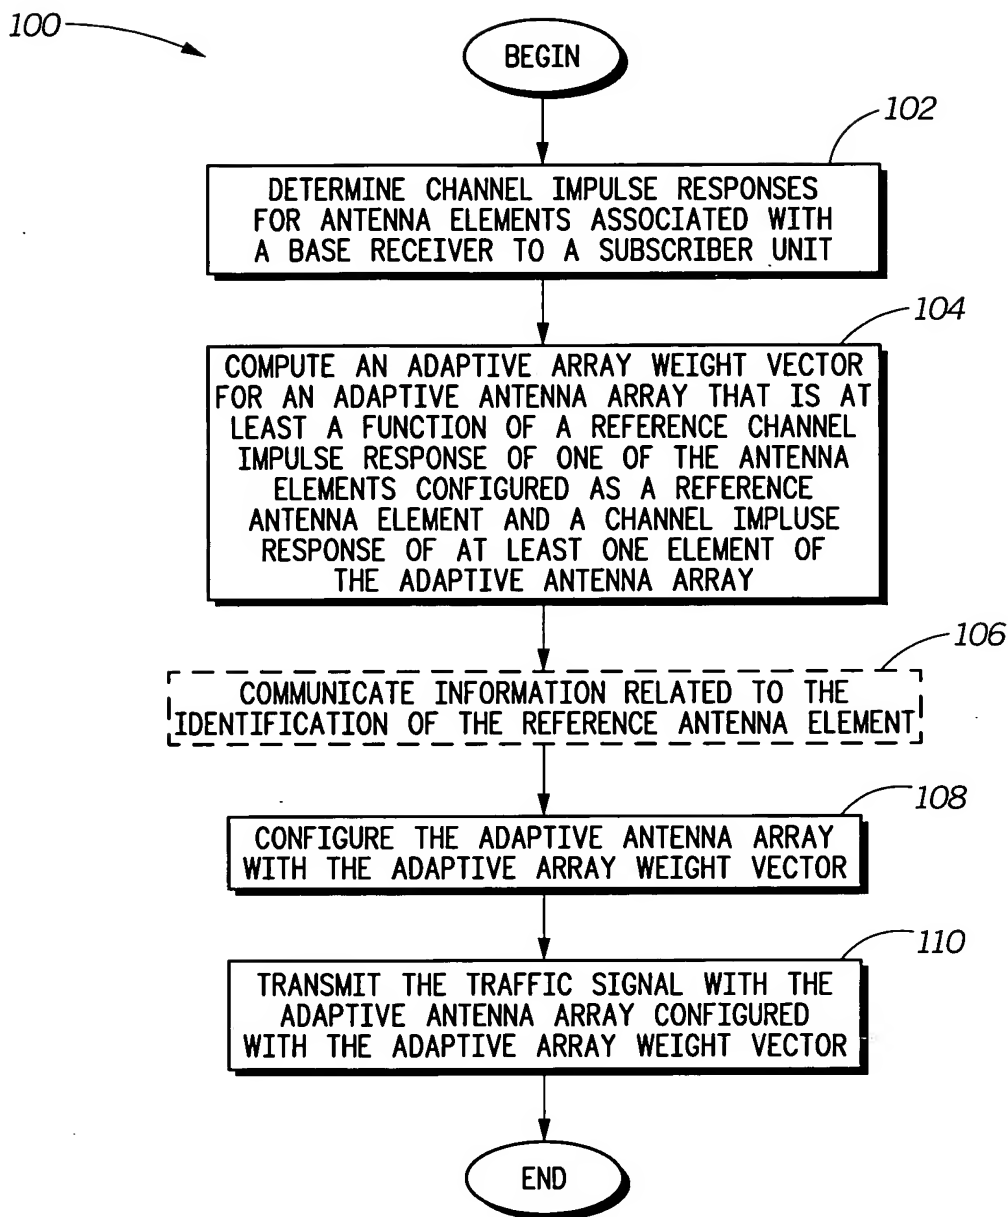 100
BEGIN
102
DETERMINE CHANNEL IMPULSE RESPONSES
FOR ANTENNA ELEMENTS ASSOCIATED WITH
A BASE RECEIVER TO A SUBSCRIBER UNIT
104
COMPUTE AN ADAPTIVE ARRAY WEIGHT VECTOR
FOR AN ADAPTIVE ANTENNA ARRAY THAT IS AT
LEAST A FUNCTION OF A REFERENCE CHANNEL
IMPULSE RESPONSE OF ONE OF THE ANTENNA
ELEMENTS CONFIGURED AS A REFERENCE
ANTENNA ELEMENT AND A CHANNEL IMPLUSE
RESPONSE OF AT LEAST ONE ELEMENT OF
THE ADAPTIVE ANTENNA ARRAY
106
COMMUNICATE INFORMATION RELATED TO THE
IDENTIFICATION OF THE REFERENCE ANTENNA ELEMENT
108
CONFIGURE THE ADAPTIVE ANTENNA ARRAY
WITH THE ADAPTIVE ARRAY WEIGHT VECTOR
110
TRANSMIT THE TRAFFIC SIGNAL WITH THE
ADAPTIVE ANTENNA ARRAY CONFIGURED
WITH THE ADAPTIVE ARRAY WEIGHT VECTOR
END